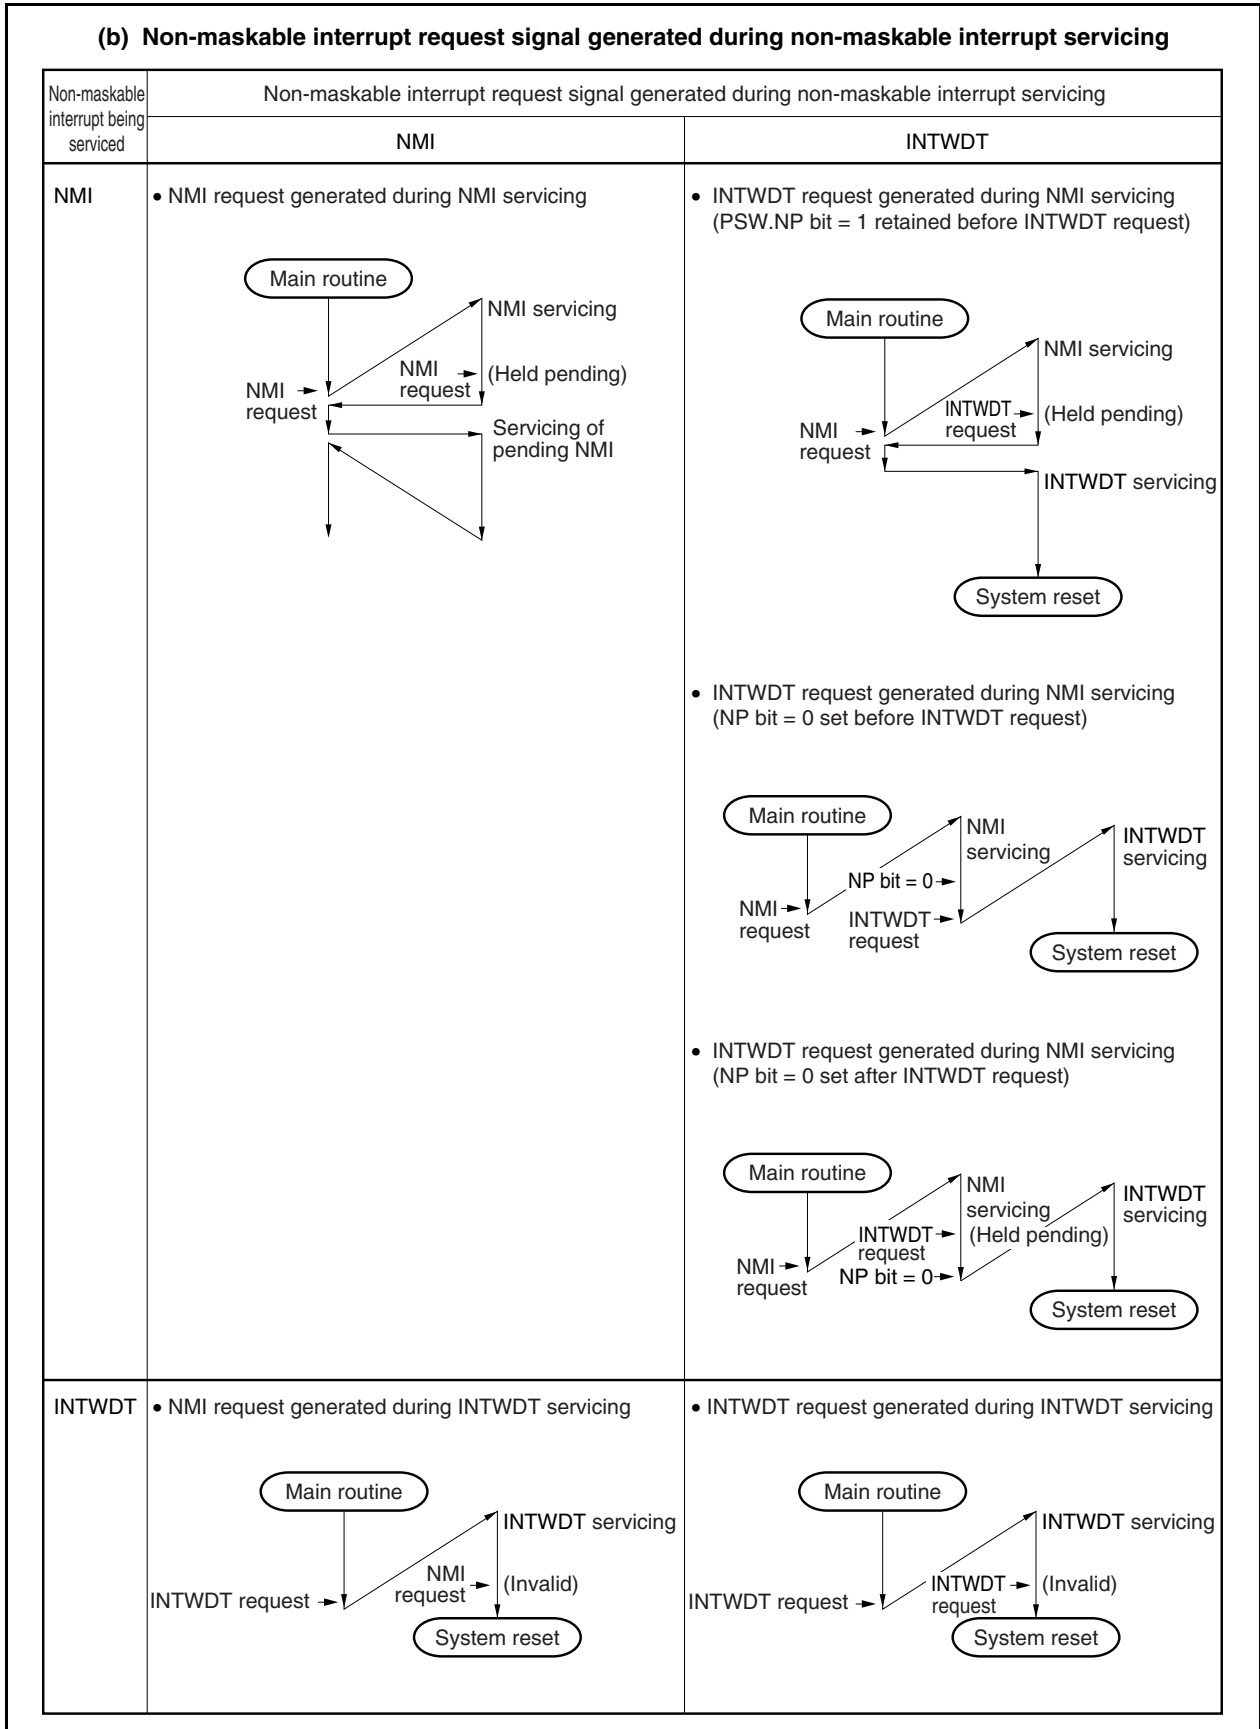 (b) Non-maskable interrupt request signal generated during non-maskable interrupt servicing
Non-maskable
interrupt being
serviced
Non-maskable interrupt request signal generated during non-maskable interrupt servicing
NMI
INTWDT
NMI
• NMI request generated during NMI servicing
Main routine
NMI servicing
NMI
request
(Held pending)
NMI
request
Servicing of
pending NMI
• INTWDT request generated during NMI servicing
(PSW.NP bit = 1 retained before INTWDT request)
Main routine
NMI servicing
INTWDT
request
(Held pending)
NMI
request
INTWDT servicing
System reset
• INTWDT request generated during NMI servicing
(NP bit = 0 set before INTWDT request)
Main routine
NMI
servicing
INTWDT
servicing
NP bit = 0
NMI
request
INTWDT
request
System reset
• INTWDT request generated during NMI servicing
(NP bit = 0 set after INTWDT request)
Main routine
NMI
servicing
(Held pending)
INTWDT
servicing
INTWDT
request
NMI
request
NP bit = 0
System reset
INTWDT
• NMI request generated during INTWDT servicing
Main routine
INTWDT servicing
NMI
request
(Invalid)
INTWDT request
System reset
• INTWDT request generated during INTWDT servicing
Main routine
INTWDT servicing
INTWDT
request
(Invalid)
INTWDT request
System reset